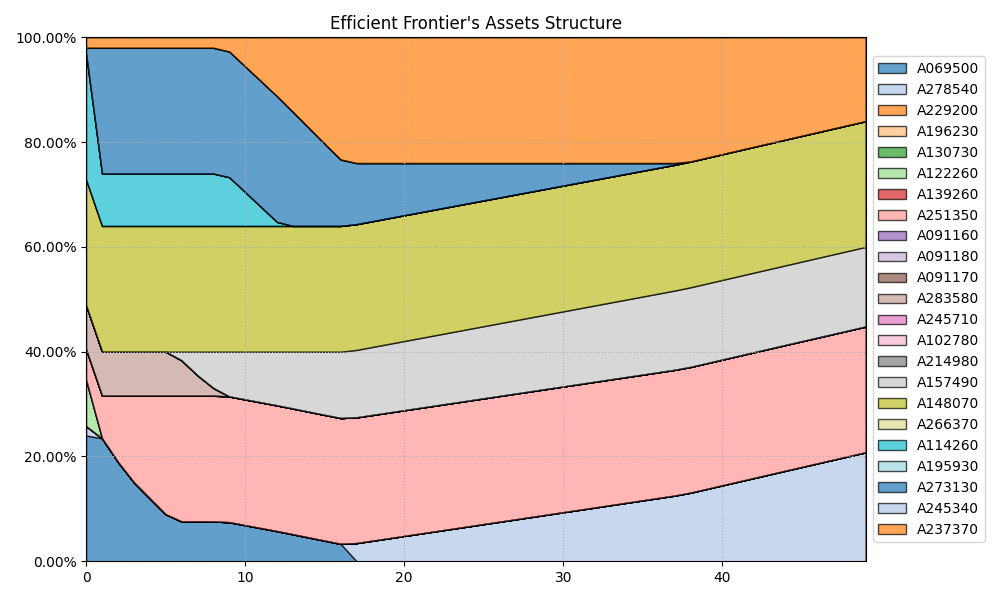 Efficient Frontier's Assets Structure
100.00%
80.00%
60.00%
40.00%
20.00%
0.00%
0
10
20
30
40
A069500
A278540
A229200
A196230
A130730
A122260
A139260
A251350
A091160
A091180
A091170
A283580
A245710
A102780
A214980
A157490
A148070
A266370
A114260
A195930
A273130
A245340
A237370